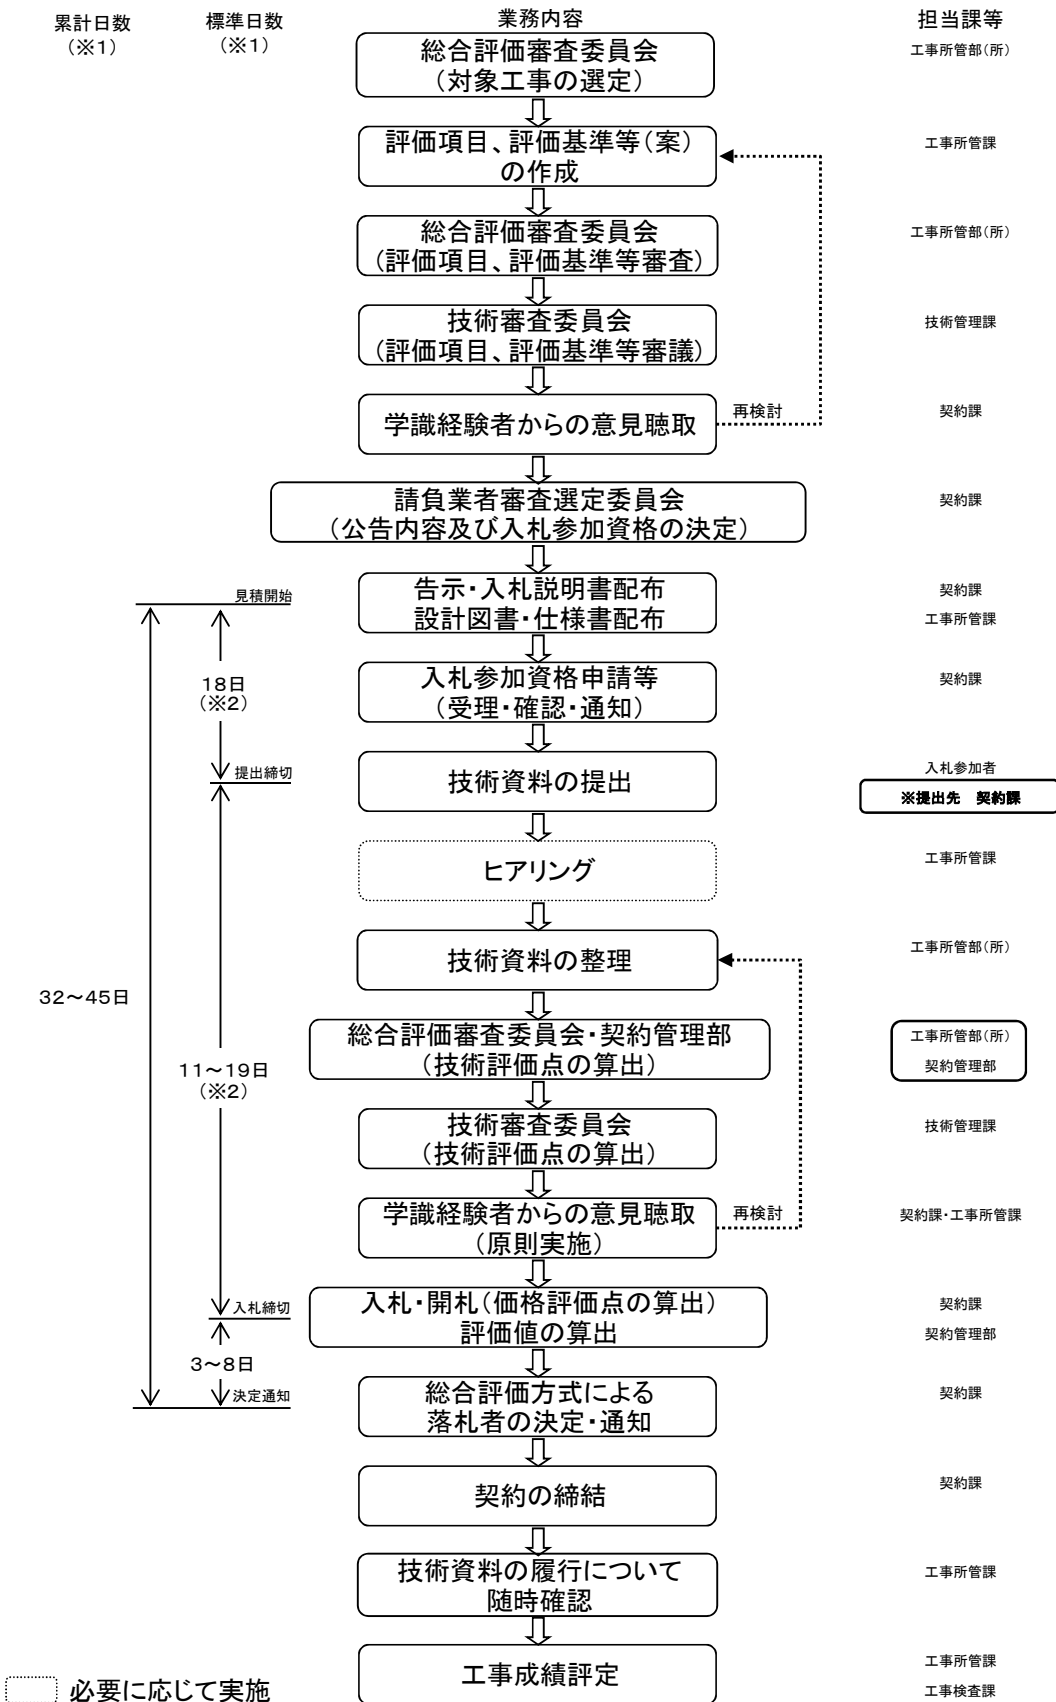 累計日数
(※1)
標準日数
(※1)
業務内容
担当課等
総合評価審査委員会
(対象工事の選定)
工事所管部(所)
評価項目、評価基準等(案)
の作成
工事所管課
総合評価審査委員会
(評価項目、評価基準等審査)
工事所管部(所)
技術審査委員会
(評価項目、評価基準等審議)
技術管理課
学識経験者からの意見聴取
再検討
契約課
請負業者審査選定委員会
(公告内容及び入札参加資格の決定)
契約課
見積開始
告示・入札説明書配布
設計図書・仕様書配布
契約課
工事所管課
18日
(※2)
入札参加資格申請等
(受理・確認・通知)
契約課
提出締切
技術資料の提出
入札参加者
※提出先 契約課
ヒアリング
工事所管課
技術資料の整理
工事所管部(所)
32~45日
総合評価審査委員会・契約管理部
(技術評価点の算出)
工事所管部(所)
契約管理部
11~19日
(※2)
技術審査委員会
(技術評価点の算出)
技術管理課
学識経験者からの意見聴取
(原則実施)
再検討
契約課・工事所管課
入札締切
入札・開札(価格評価点の算出)
評価値の算出
契約課
契約管理部
3~8日
決定通知
総合評価方式による
落札者の決定・通知
契約課
契約の締結
契約課
技術資料の履行について
随時確認
工事所管課
工事成績評定
工事所管課
工事検査課
必要に応じて実施